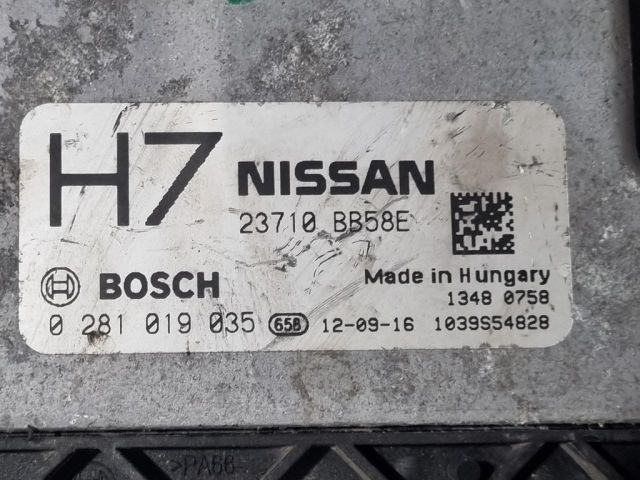 H7 NISSAN
23710 BB58E
BOSCH Made in Hungary
1348 0758
0 281 019 035 658 12-09-16 1039S54828
>PA66-